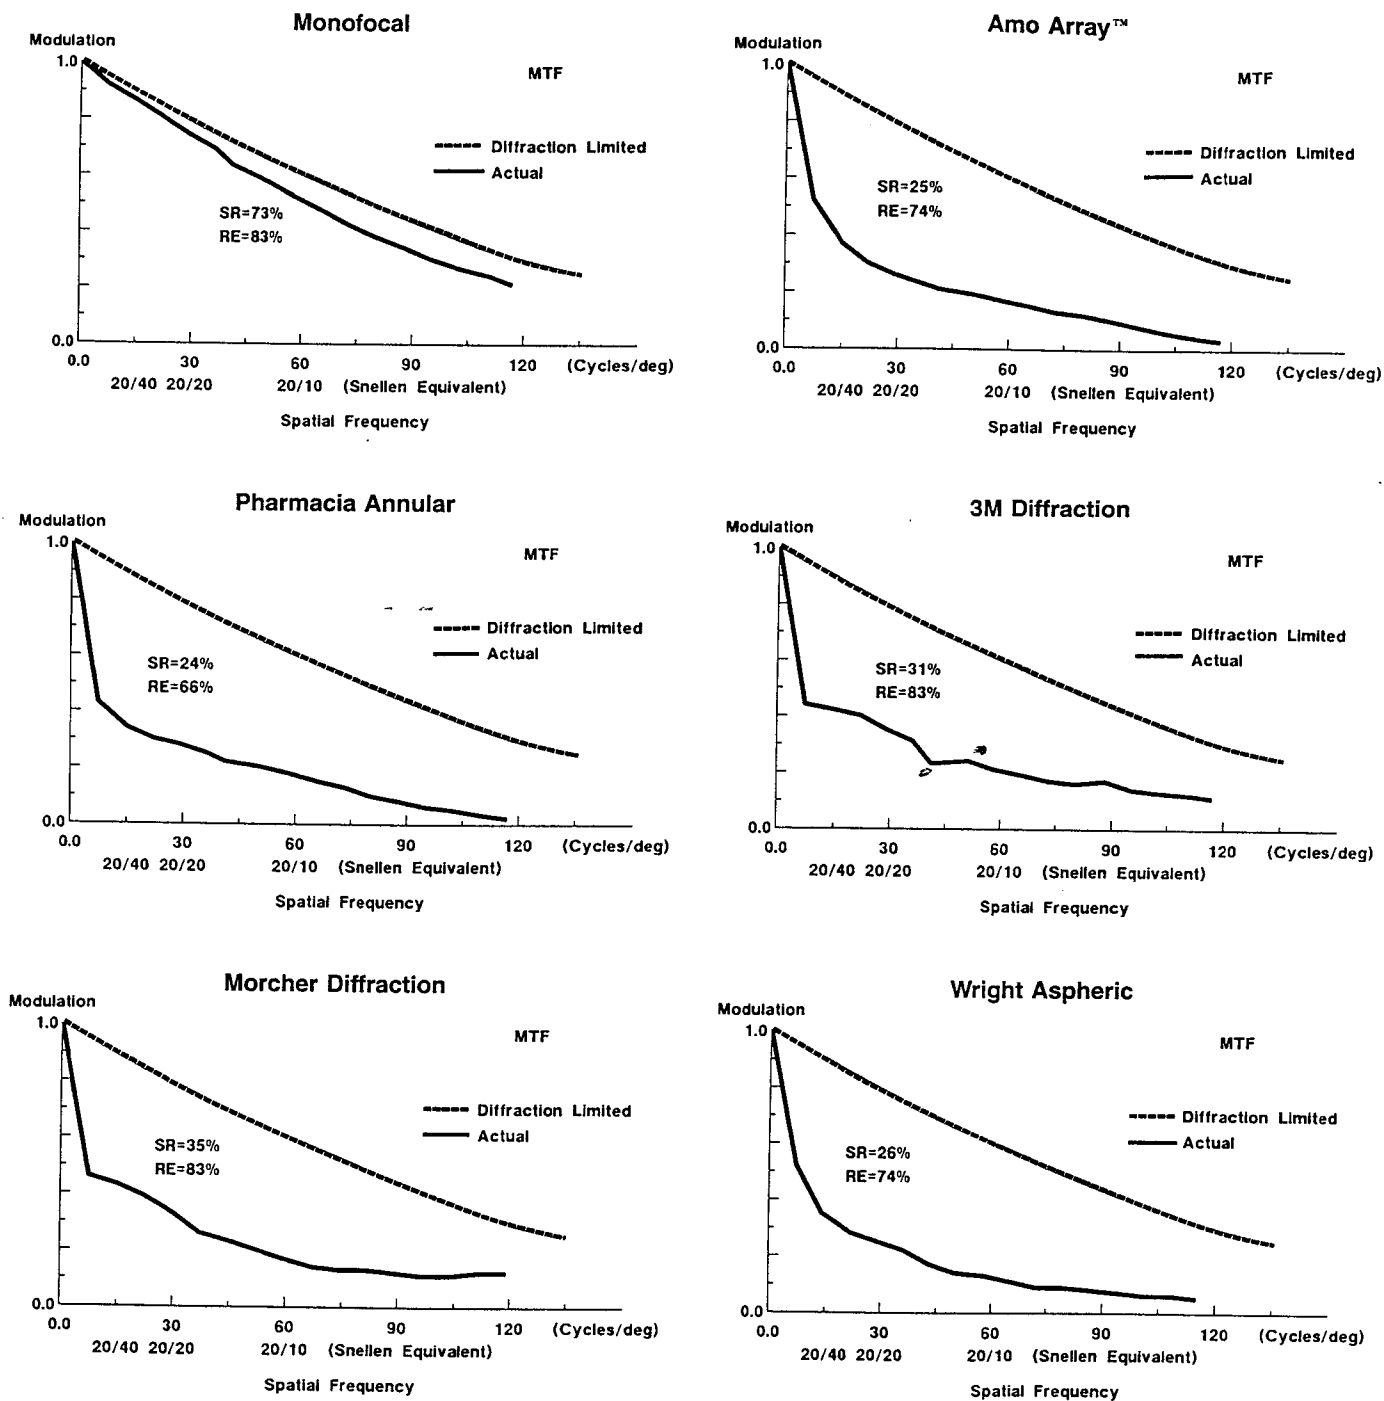 Monofocal
Modulation
1.0
MTF
Diffraction Limited
Actual
SR=73%
RE=83%
0.0
0.0 30 60 90 120 (Cycles/deg)
20/40 20/20 20/10 (Snellen Equivalent)
Spatial Frequency
Amo Array™
Modulation
1.0
MTF
Diffraction Limited
Actual
SR=25%
RE=74%
0.0
0.0 30 60 90 120 (Cycles/deg)
20/40 20/20 20/10 (Snellen Equivalent)
Spatial Frequency
Pharmacia Annular
Modulation
1.0
MTF
Diffraction Limited
Actual
SR=24%
RE=66%
0.0
0.0 30 60 90 120 (Cycles/deg)
20/40 20/20 20/10 (Snellen Equivalent)
Spatial Frequency
3M Diffraction
Modulation
1.0
MTF
Diffraction Limited
Actual
SR=31%
RE=83%
0.0
0.0 30 60 90 120 (Cycles/deg)
20/40 20/20 20/10 (Snellen Equivalent)
Spatial Frequency
Morcher Diffraction
Modulation
1.0
MTF
Diffraction Limited
Actual
SR=35%
RE=83%
0.0
0.0 30 60 90 120 (Cycles/deg)
20/40 20/20 20/10 (Snellen Equivalent)
Spatial Frequency
Wright Aspheric
Modulation
1.0
MTF
Diffraction Limited
Actual
SR=26%
RE=74%
0.0
0.0 30 60 90 120 (Cycles/deg)
20/40 20/20 20/10 (Snellen Equivalent)
Spatial Frequency